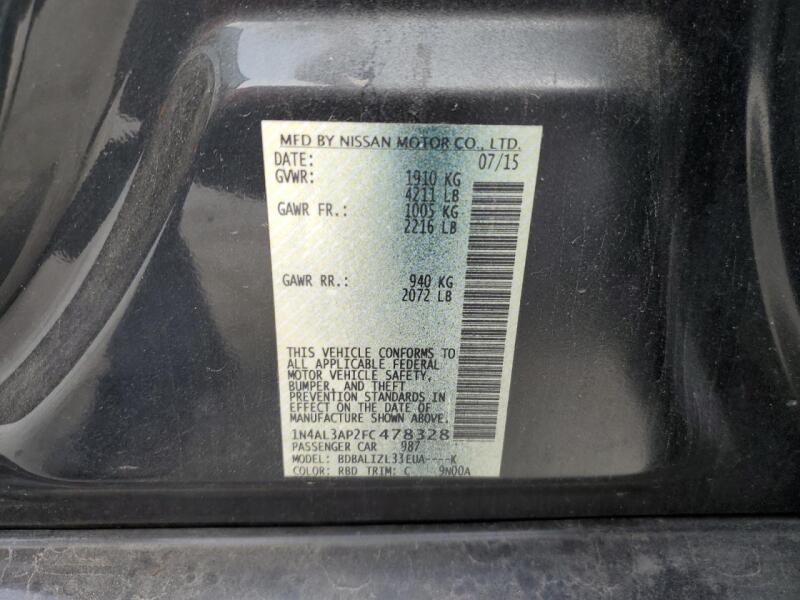 MFD BY NISSAN MOTOR CO., LTD.
DATE: 07/15
GVWR: 1910 KG
4211 LB
GAWR FR.: 1005 KG
2216 LB
GAWR RR.: 940 KG
2072 LB
THIS VEHICLE CONFORMS TO
ALL APPLICABLE FEDERAL
MOTOR VEHICLE SAFETY,
BUMPER, AND THEFT
PREVENTION STANDARDS IN
EFFECT ON THE DATE OF
MANUFACTURE SHOWN ABOVE.
1N4AL3AP2FC478328
PASSENGER CAR 987
MODEL: BDBALIZL33EUA----K
COLOR: RBD TRIM: C 9N00A